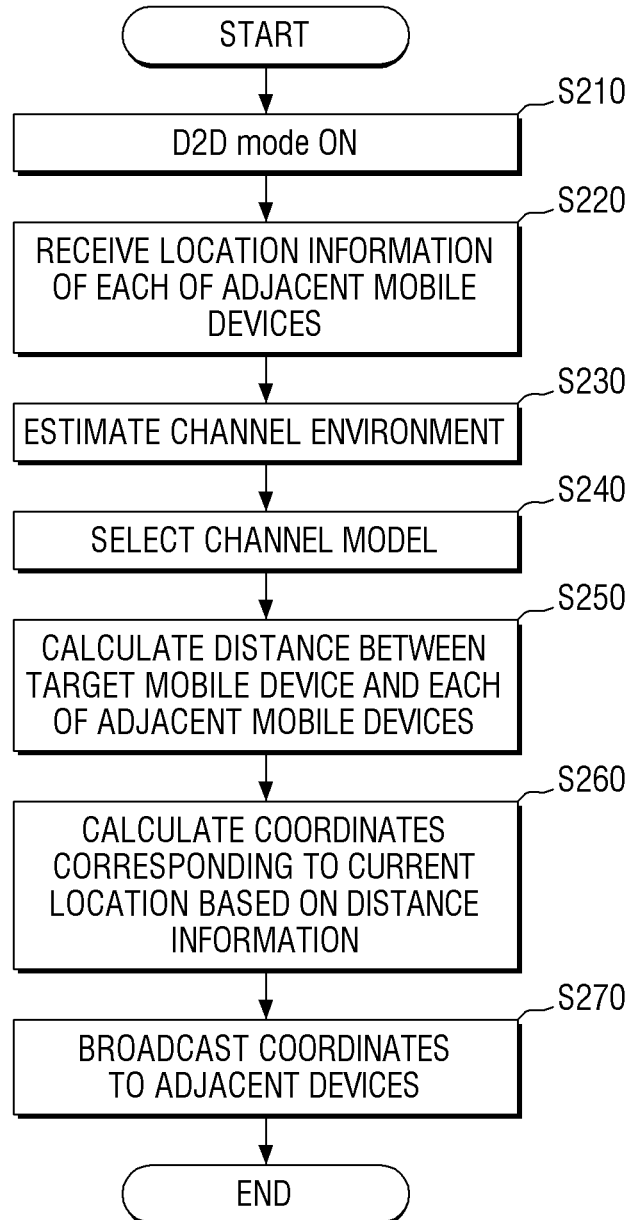 START
S210
D2D mode ON
S220
RECEIVE LOCATION INFORMATION
OF EACH OF ADJACENT MOBILE
DEVICES
S230
ESTIMATE CHANNEL ENVIRONMENT
S240
SELECT CHANNEL MODEL
S250
CALCULATE DISTANCE BETWEEN
TARGET MOBILE DEVICE AND EACH
OF ADJACENT MOBILE DEVICES
S260
CALCULATE COORDINATES
CORRESPONDING TO CURRENT
LOCATION BASED ON DISTANCE
INFORMATION
S270
BROADCAST COORDINATES
TO ADJACENT DEVICES
END